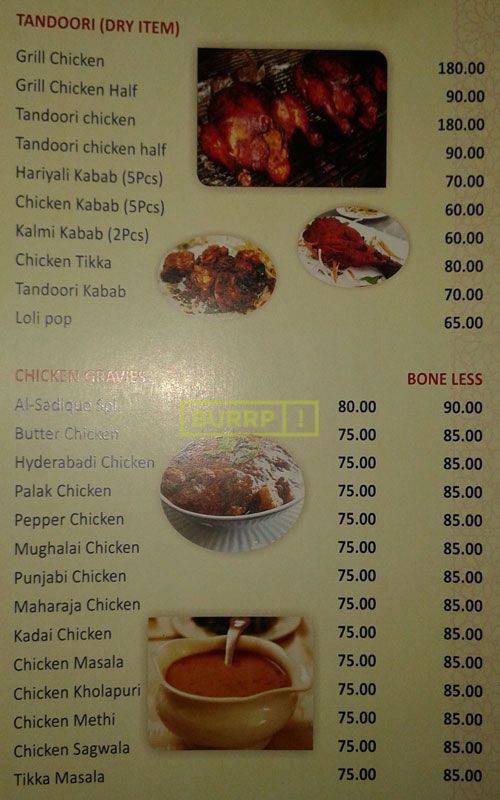 TANDOORI (DRY ITEM)
Grill Chicken 180.00
Grill Chicken Half 90.00
Tandoori chicken 180.00
Tandoori chicken half 90.00
Hariyali Kabab (5Pcs) 70.00
Chicken Kabab (5Pcs) 60.00
Kalmi Kabab (2Pcs) 60.00
Chicken Tikka 80.00
Tandoori Kabab 70.00
Loli pop 65.00
CHICKEN GRAVIES BONE LESS
Al-Sadique Spl 80.00 90.00
BURRP!
Butter Chicken 75.00 85.00
Hyderabadi Chicken 75.00 85.00
Palak Chicken 75.00 85.00
Pepper Chicken 75.00 85.00
Mughalai Chicken 75.00 85.00
Punjabi Chicken 75.00 85.00
Maharaja Chicken 75.00 85.00
Kadai Chicken 75.00 85.00
Chicken Masala 75.00 85.00
Chicken Kholapuri 75.00 85.00
Chicken Methi 75.00 85.00
Chicken Sagwala 75.00 85.00
Tikka Masala 75.00 85.00